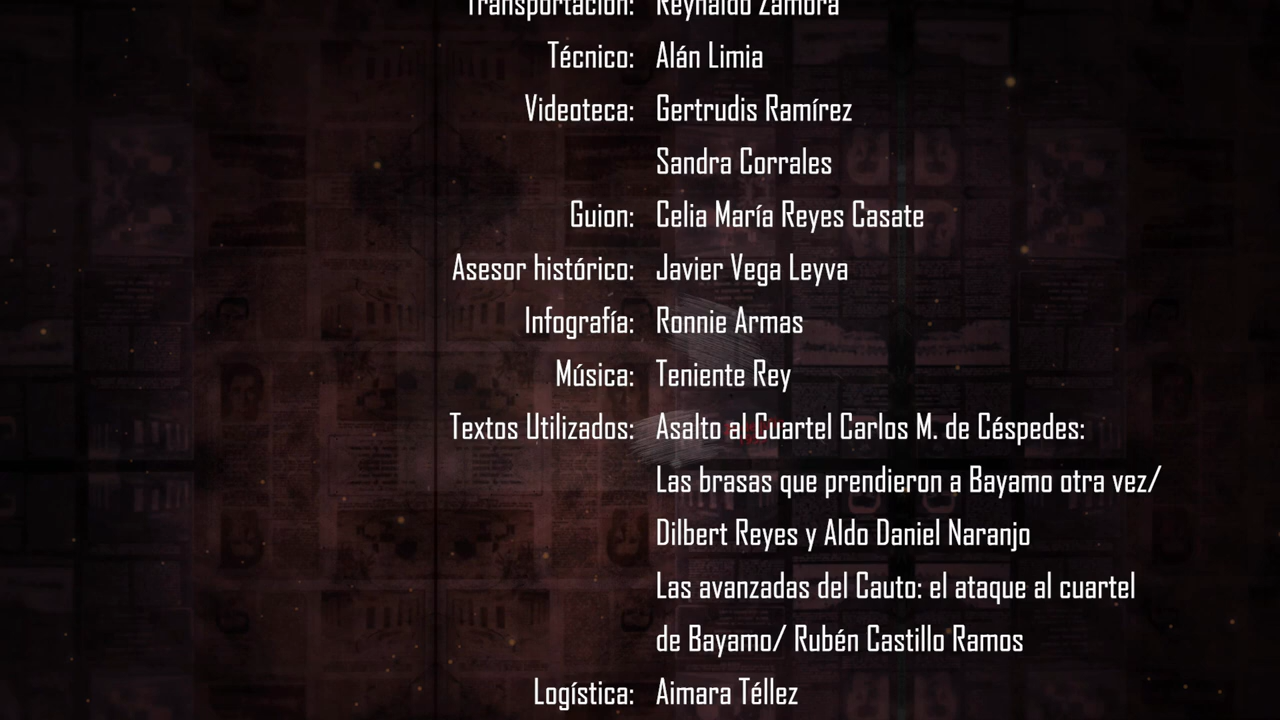 Transportación: Reynaldo Zamora
Técnico: Alán Limia
Videoteca: Gertrudis Ramírez
Sandra Corrales
Guion: Celia María Reyes Casate
Asesor histórico: Javier Vega Leyva
Infografía: Ronnie Armas
Música: Teniente Rey
Textos Utilizados: Asalto al Cuartel Carlos M. de Céspedes:
Las brasas que prendieron a Bayamo otra vez/
Dilbert Reyes y Aldo Daniel Naranjo
Las avanzadas del Cauto: el ataque al cuartel
de Bayamo/ Rubén Castillo Ramos
Logística: Aimara Téllez